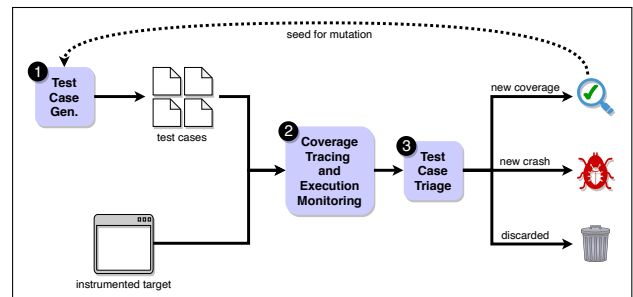 seed for mutation
1
Test
Case
Gen.
test cases
instrumented target
2
Coverage
Tracing
and
Execution
Monitoring
3
Test
Case
Triage
new coverage
new crash
discarded